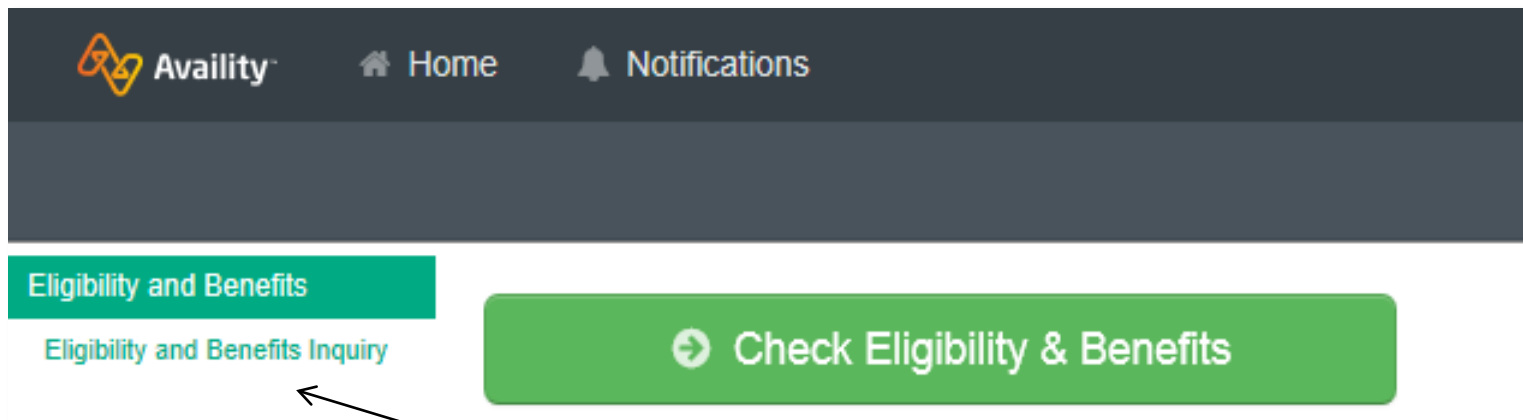 Availity Home Notifications
Eligibility and Benefits
Eligibility and Benefits Inquiry
Check Eligibility & Benefits